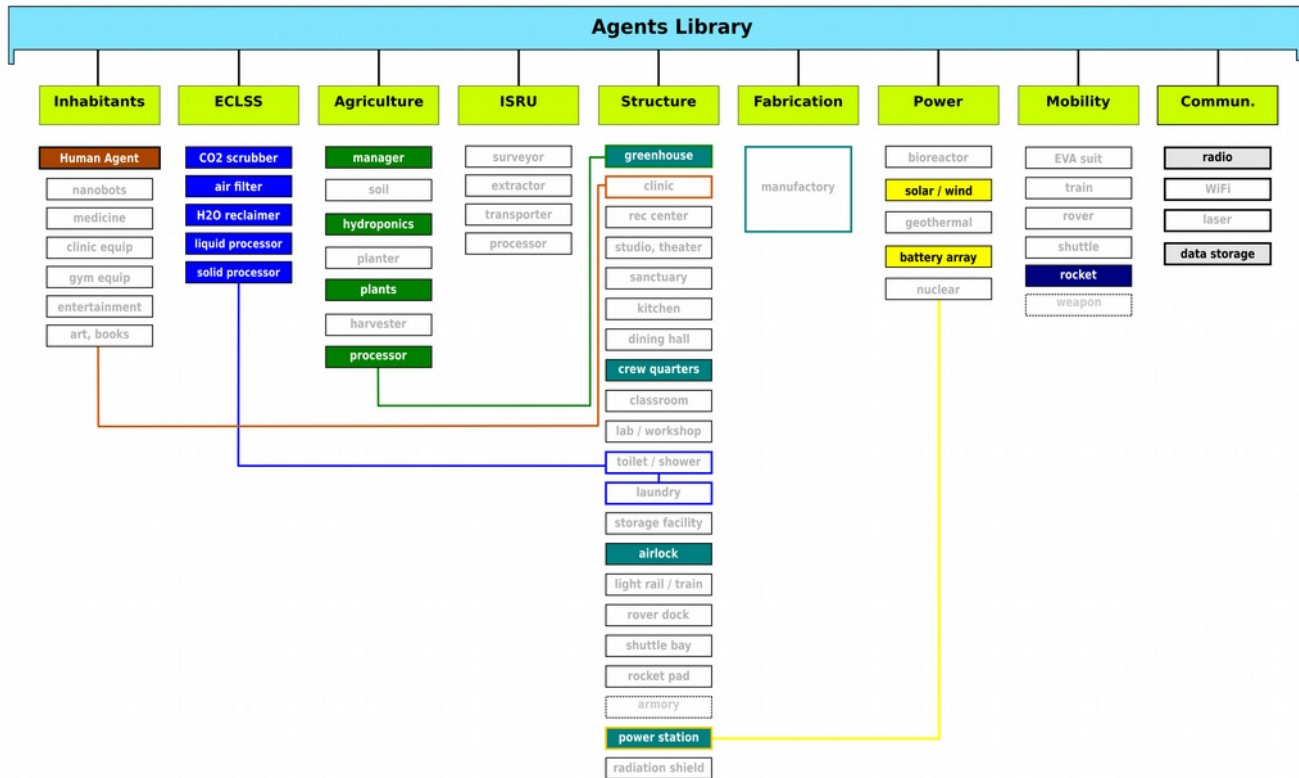 Agents Library
Inhabitants
ECLSS
Agriculture
ISRU
Structure
Fabrication
Power
Mobility
Commun.
Human Agent
nanobots
medicine
clinic equip
gym equip
entertainment
art, books
CO2 scrubber
air filter
H2O reclaimer
liquid processor
solid processor
manager
soil
hydroponics
planter
plants
harvester
processor
surveyor
extractor
transporter
processor
greenhouse
clinic
rec center
studio, theater
sanctuary
kitchen
dining hall
crew quarters
classroom
lab / workshop
toilet / shower
laundry
storage facility
airlock
light rail / train
rover dock
shuttle bay
rocket pad
armory
power station
radiation shield
manufactory
bioreactor
solar / wind
geothermal
battery array
nuclear
EVA suit
train
rover
shuttle
rocket
weapon
radio
WiFi
laser
data storage